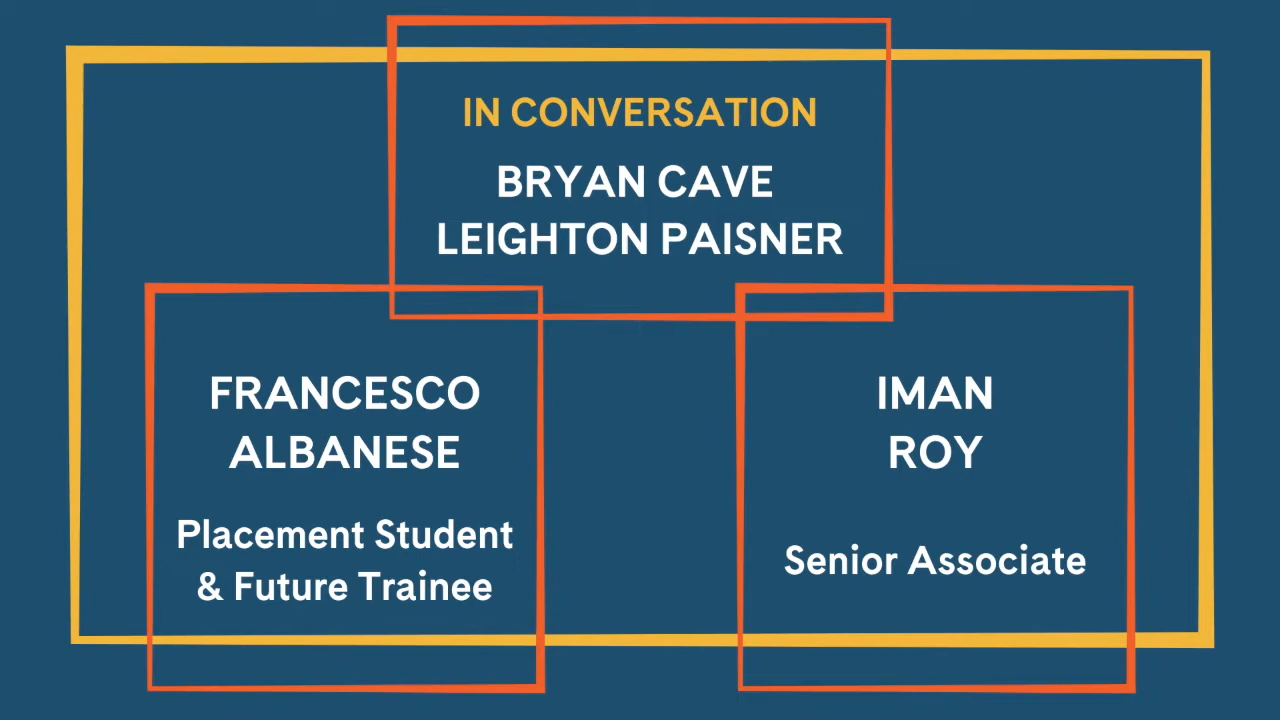 IN CONVERSATION
BRYAN CAVE
LEIGHTON PAISNER
FRANCESCO
ALBANESE
Placement Student
& Future Trainee
IMAN
ROY
Senior Associate